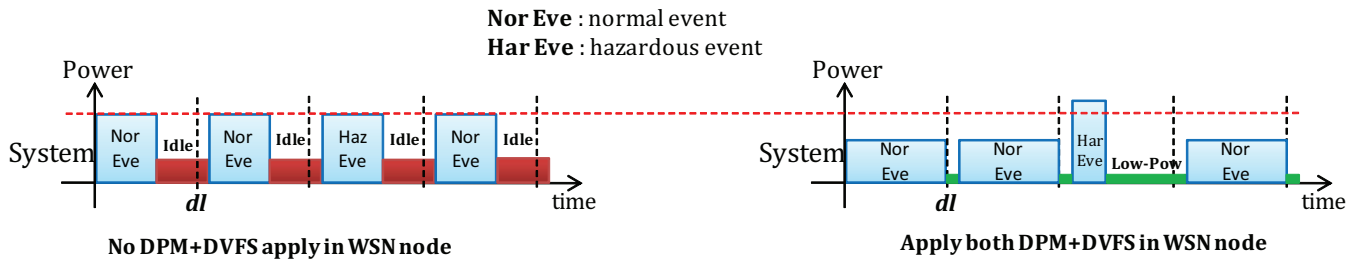 Nor Eve : normal event
Har Eve : hazardous event
Power
System
Nor
Eve
Idle
Nor
Eve
Idle
Haz
Eve
Idle
Nor
Eve
Idle
dl
time
No DPM+DVFS apply in WSN node
Power
System
Nor
Eve
Nor
Eve
Har
Eve
Low-Pow
Nor
Eve
dl
time
Apply both DPM+DVFS in WSN node